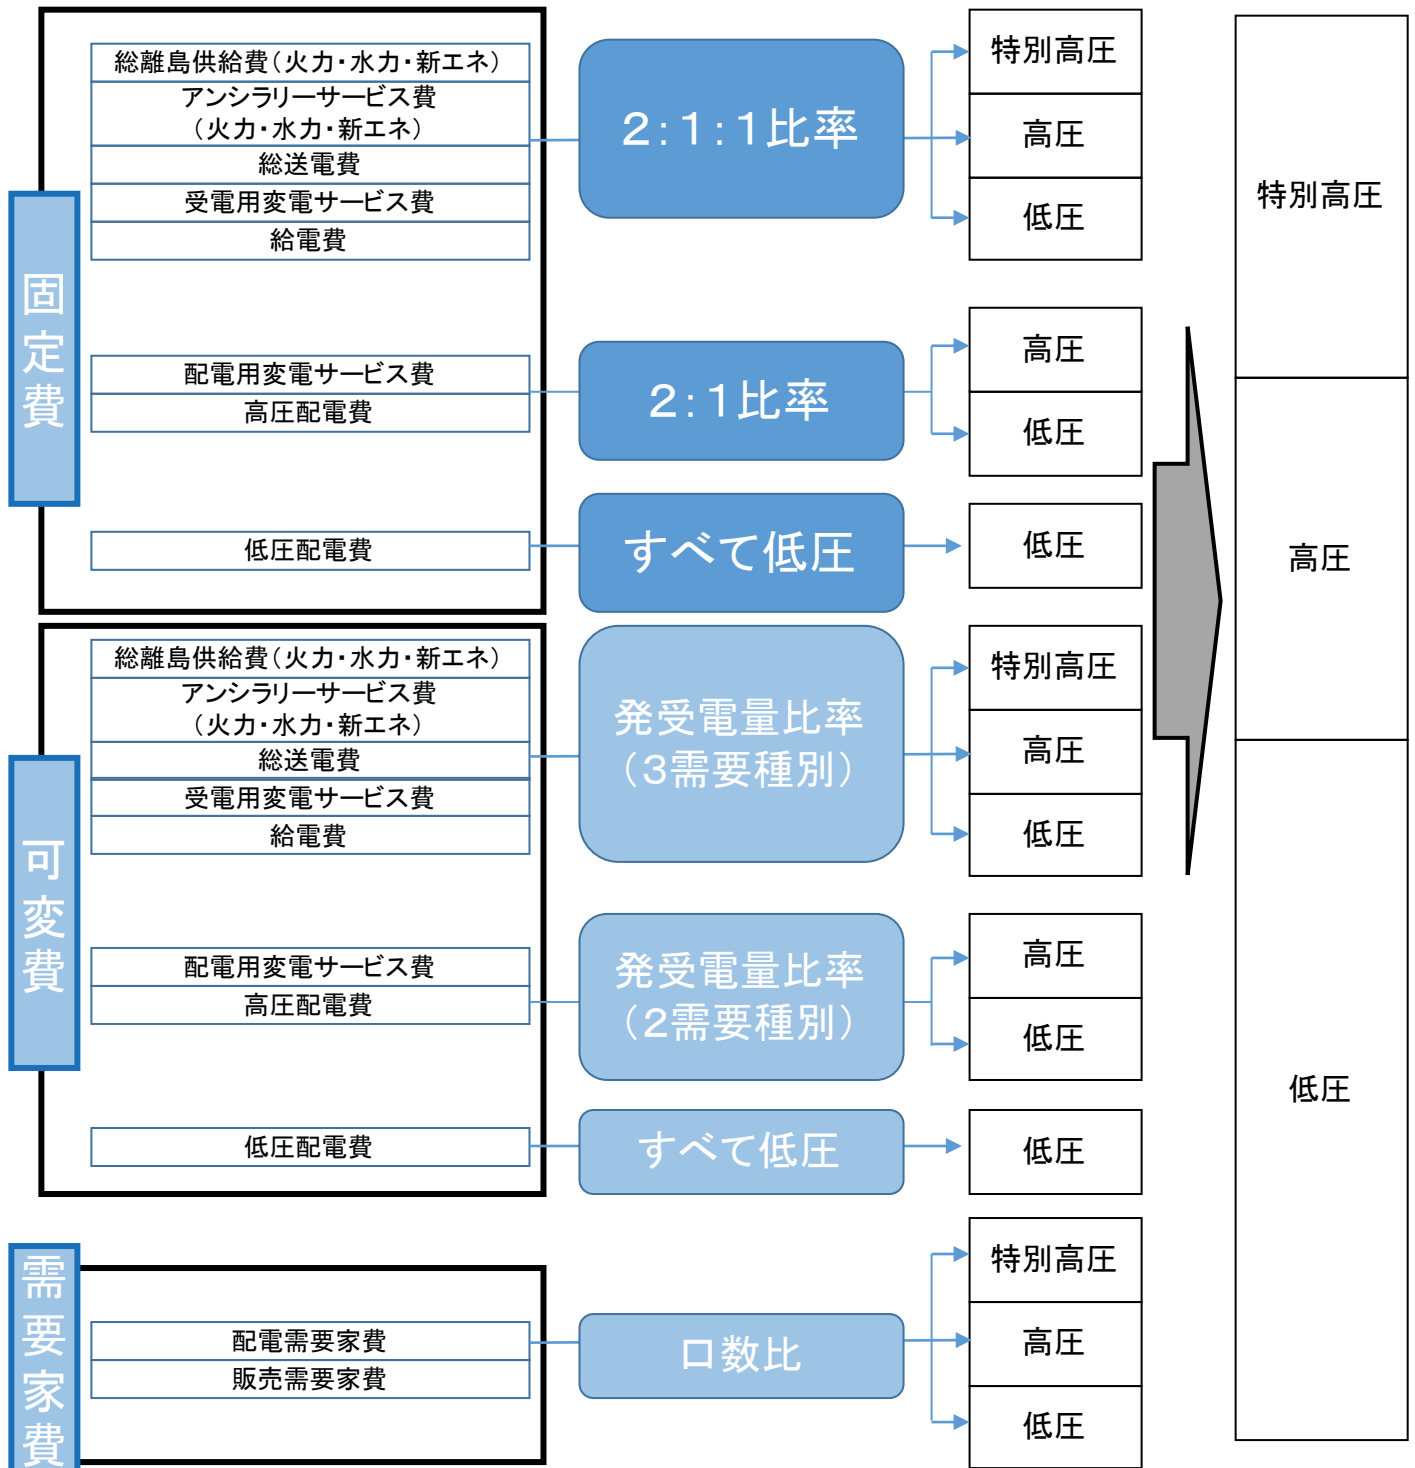 固定費
総離島供給費(火力・水力・新エネ)
アンシラリーサービス費
(火力・水力・新エネ)
総送電費
受電用変電サービス費
給電費
2:1:1比率
特別高圧
高圧
低圧
配電用変電サービス費
高圧配電費
2:1比率
高圧
低圧
低圧配電費
すべて低圧
低圧
可変費
総離島供給費(火力・水力・新エネ)
アンシラリーサービス費
(火力・水力・新エネ)
総送電費
受電用変電サービス費
給電費
発受電量比率
(3需要種別)
特別高圧
高圧
低圧
配電用変電サービス費
高圧配電費
発受電量比率
(2需要種別)
高圧
低圧
低圧配電費
すべて低圧
低圧
需要家費
配電需要家費
販売需要家費
口数比
特別高圧
高圧
低圧
特別高圧
高圧
低圧